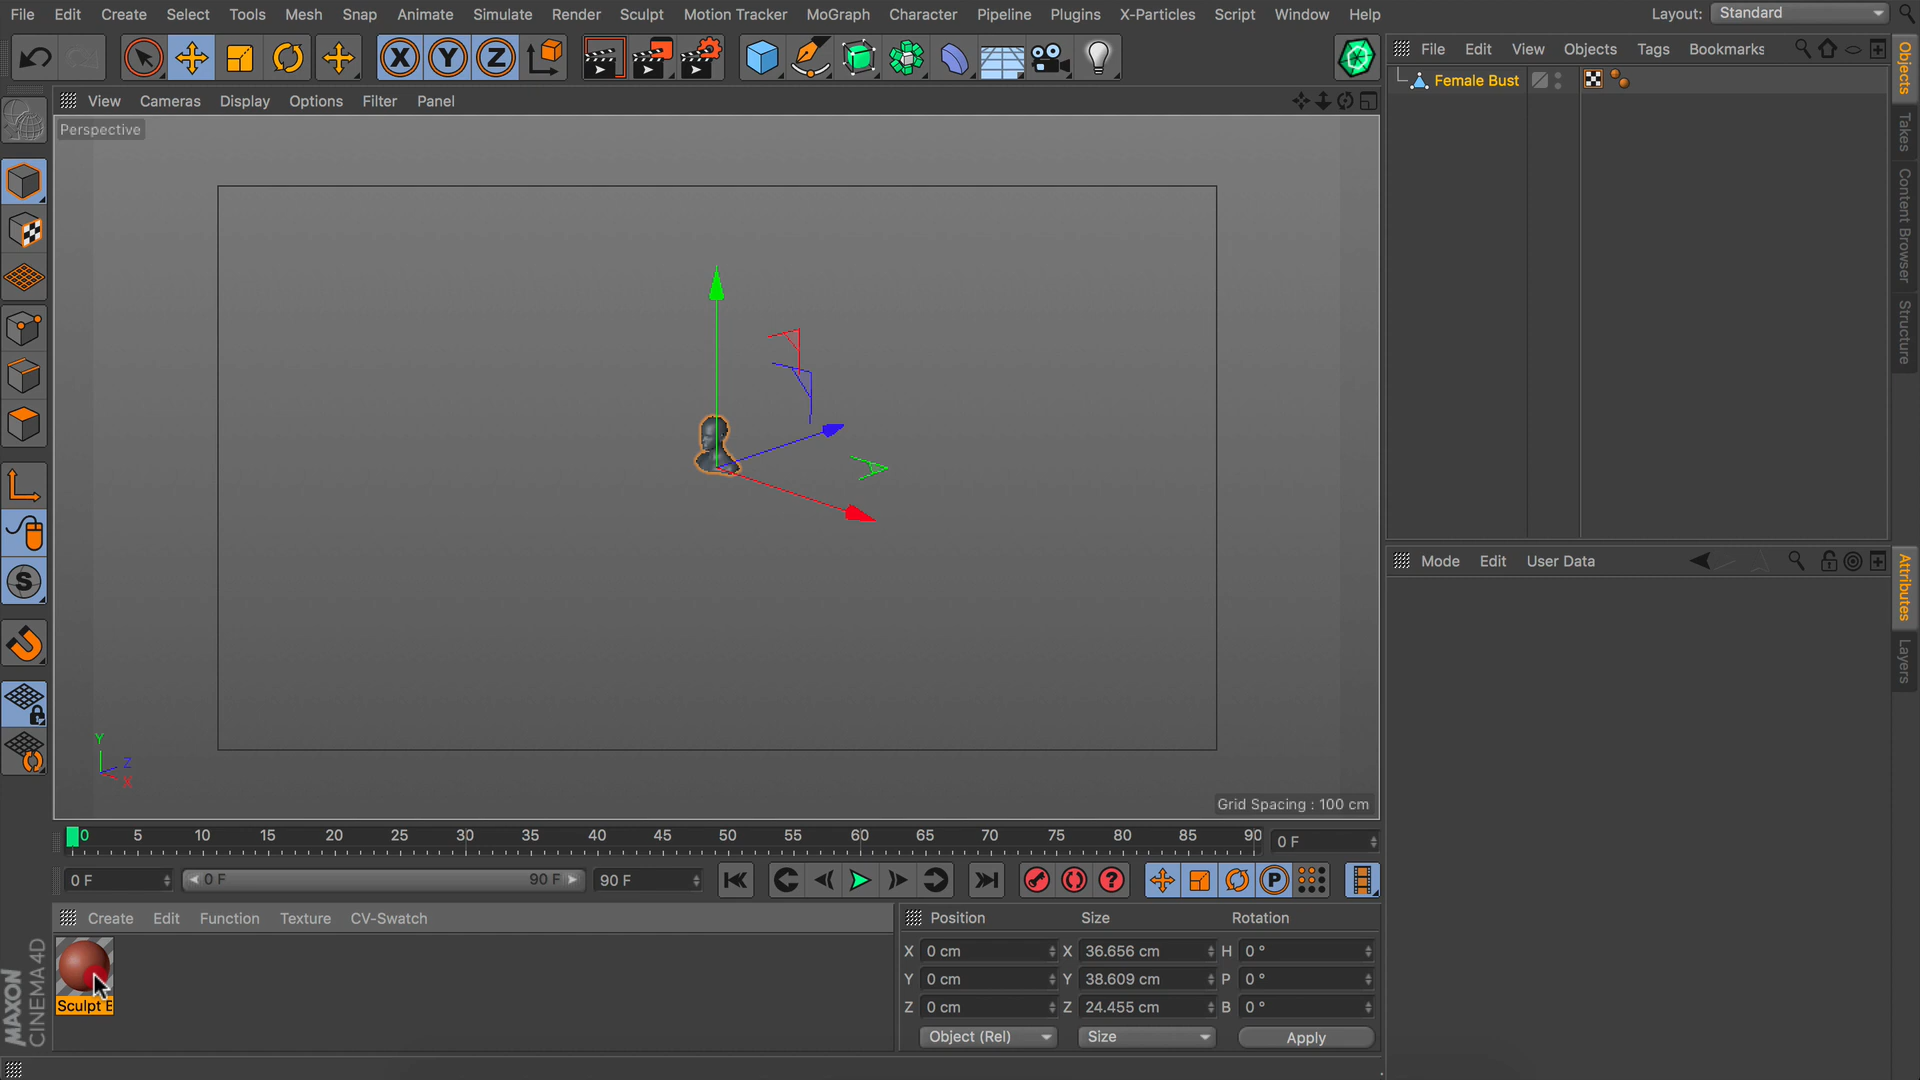 File Edit Create Select Tools Mesh Snap Animate Simulate Render Sculpt Motion Tracker MoGraph Character Pipeline Plugins X-Particles Script Window Help Layout: Standard
X Y Z
File Edit View Objects Tags Bookmarks
Female Bust
Objects
Takes
Content Browser
Structure
View Cameras Display Options Filter Panel
Perspective
S
Y
Z
X
Grid Spacing : 100 cm
Mode Edit User Data
Attributes
Layers
0 5 10 15 20 25 30 35 40 45 50 55 60 65 70 75 80 85 90 0 F
0 F 0 F 90 F 90 F ? P
Create Edit Function Texture CV-Swatch
Sculpt E
Position Size Rotation
X 0 cm X 36.656 cm H 0 °
Y 0 cm Y 38.609 cm P 0 °
Z 0 cm Z 24.455 cm B 0 °
Object (Rel) Size Apply
MAXON
CINEMA 4D